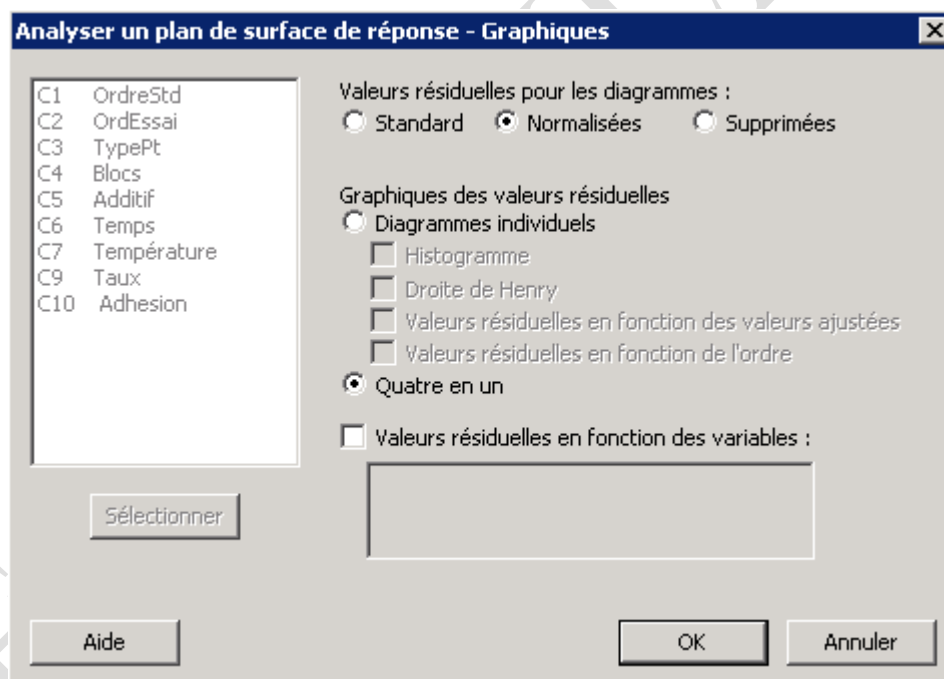 Analyser un plan de surface de réponse - Graphiques
C1 OrdreStd
C2 OrdEssai
C3 TypePt
C4 Blocs
C5 Additif
C6 Temps
C7 Température
C9 Taux
C10 Adhesion
Sélectionner
Valeurs résiduelles pour les diagrammes :
Standard Normalisées Supprimées
Graphiques des valeurs résiduelles
Diagrammes individuels
Histogramme
Droite de Henry
Valeurs résiduelles en fonction des valeurs ajustées
Valeurs résiduelles en fonction de l'ordre
Quatre en un
Valeurs résiduelles en fonction des variables :
Aide OK Annuler